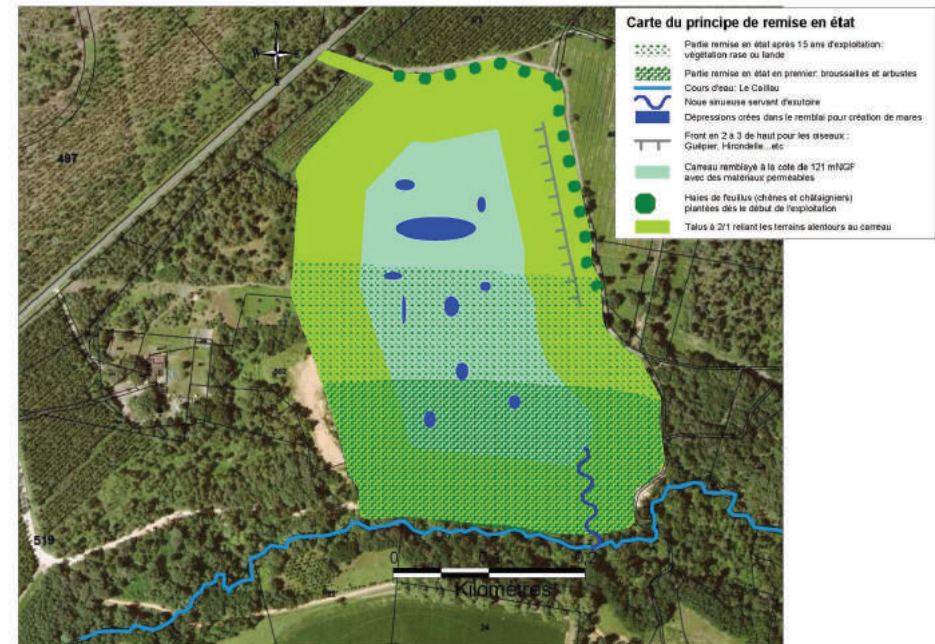 Carte du principe de remise en état
Partie remise en état après 15 ans d'exploitation:
végétation rase ou lande
Partie remise en état en premier: broussailles et arbustes
Cours d'eau: Le Caillau
Noue sinueuse servant d'exutoire
Dépressions crées dans le remblai pour création de mares
Front en 2 à 3 de haut pour les oiseaux :
Guêpier, Hirondelle...etc
Carreau remblayé à la cote de 121 mNGF
avec des matériaux perméables
Haies de feuillus (chênes et châtaigniers)
plantées dès le début de l'exploitation
Talus à 2/1 reliant les terrains alentours au carreau
497
519
0
Kilomètres
24